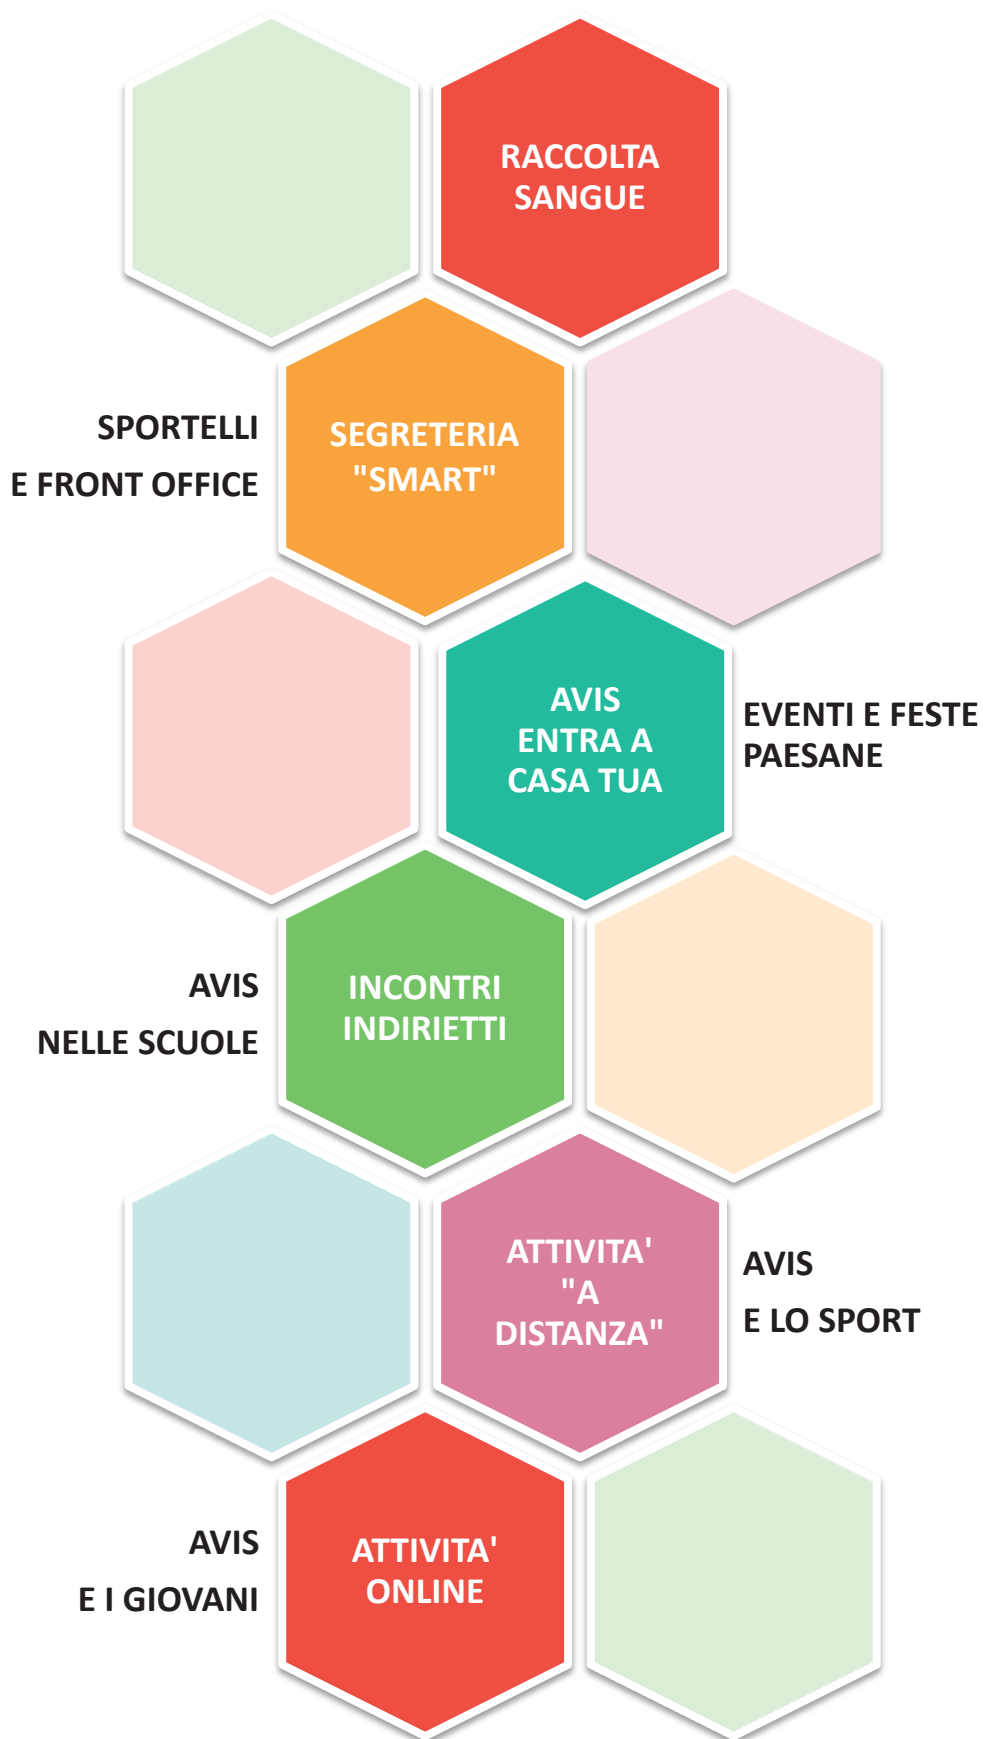 RACCOLTA
SANGUE
SPORTELLI
E FRONT OFFICE
SEGRETERIA
"SMART"
AVIS
ENTRA A
CASA TUA
EVENTI E FESTE
PAESANE
AVIS
NELLE SCUOLE
INCONTRI
INDIRIETTI
ATTIVITA'
"A
DISTANZA"
AVIS
E LO SPORT
AVIS
E I GIOVANI
ATTIVITA'
ONLINE